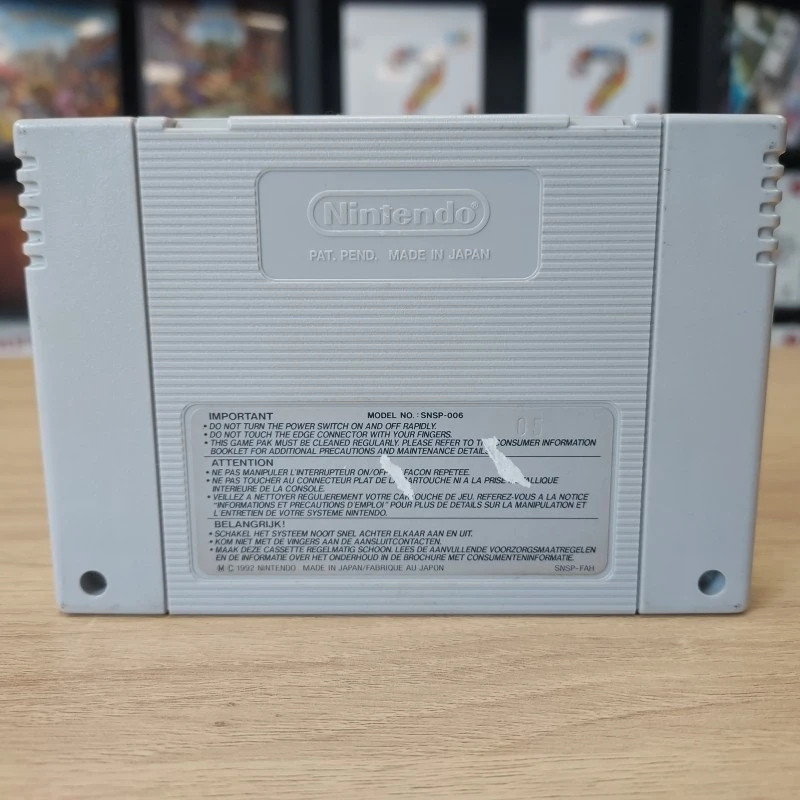 Nintendo®
PAT. PEND. MADE IN JAPAN
IMPORTANT MODEL NO. : SNSP-006
05
• DO NOT TURN THE POWER SWITCH ON AND OFF RAPIDLY.
• DO NOT TOUCH THE EDGE CONNECTOR WITH YOUR FINGERS.
• THIS GAME PAK MUST BE CLEANED REGULARLY. PLEASE REFER TO CONSUMER INFORMATION
BOOKLET FOR ADDITIONAL PRECAUTIONS AND MAINTENANCE
ATTENTION
• NE PAS MANIPULER L'INTERRUPTEUR ON/OFF FACON REPETEE.
• NE PAS TOUCHER AU CONNECTEUR PLAT DE CARTOUCHE NI A LA PRISE
INTERIEURE DE LA CONSOLE.
• VEILLEZ A NETTOYER REGULIEREMENT VOTRE CARTOUCHE DE JEU. REFEREZ-VOUS A LA NOTICE
"INFORMATIONS ET PRECAUTIONS D'EMPLOI" POUR PLUS DE DETAILS SUR LA MANIPULATION ET
L'ENTRETIEN DE VOTRE SYSTEME NINTENDO.
BELANGRIJK!
• SCHAKEL HET SYSTEEM NOOIT SNEL ACHTER ELKAAR AAN EN UIT.
• KOM NIET MET DE VINGERS AAN DE AANSLUITCONTACTEN.
• MAAK DEZE CASSETTE REGELMATIG SCHOON. LEES DE AANVULLENDE VOORZORGSMAATREGELEN
EN DE INFORMATIE OVER HET ONDERHOUD IN DE BROCHURE MET CONSUMENTENINFORMATIE.
Ⓜ © 1992 NINTENDO MADE IN JAPAN/FABRIQUE AU JAPON SNSP-FAH